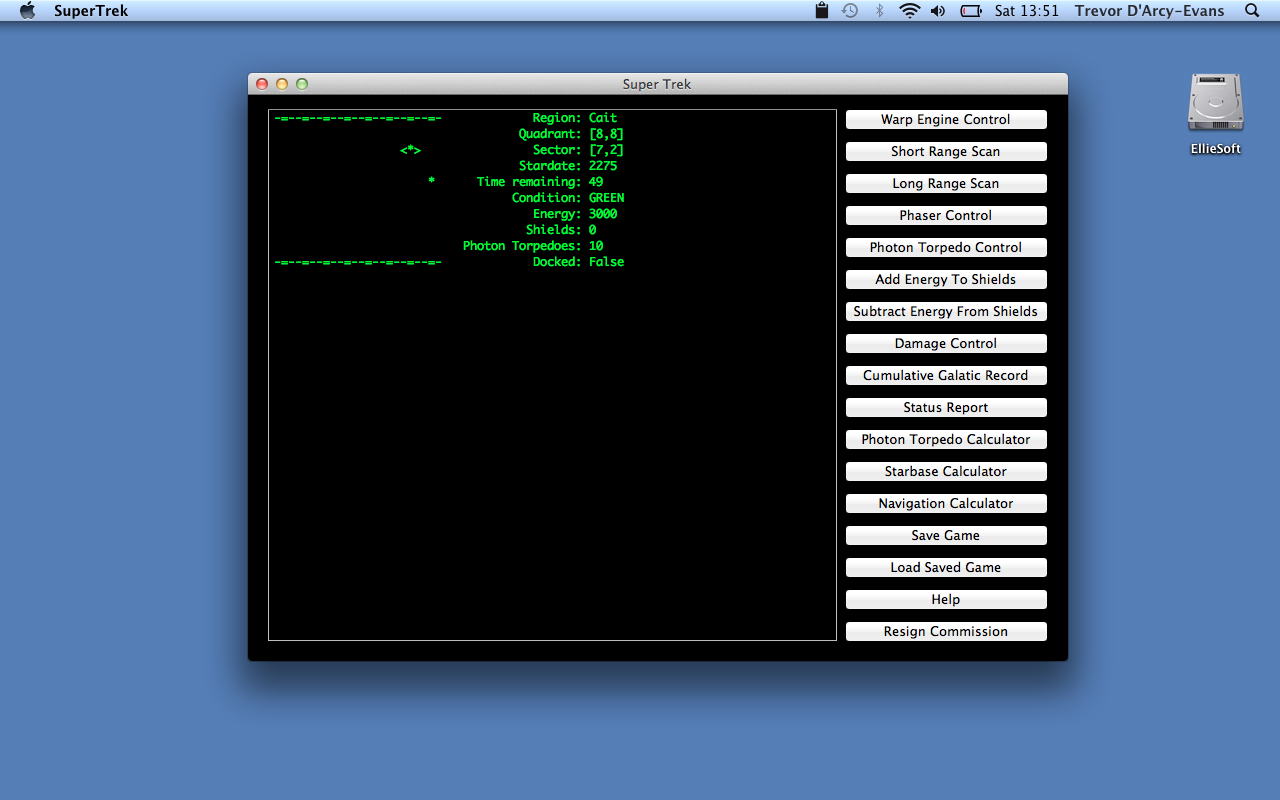 SuperTrek Sat 13:51 Trevor D'Arcy-Evans
Super Trek
-=--=--=--=--=--=--=--=- Region: Cait
Quadrant: [8,8]
<*> Sector: [7,2]
Stardate: 2275
* Time remaining: 49
Condition: GREEN
Energy: 3000
Shields: 0
Photon Torpedoes: 10
-=--=--=--=--=--=--=--=- Docked: False
Warp Engine Control
Short Range Scan
Long Range Scan
Phaser Control
Photon Torpedo Control
Add Energy To Shields
Subtract Energy From Shields
Damage Control
Cumulative Galatic Record
Status Report
Photon Torpedo Calculator
Starbase Calculator
Navigation Calculator
Save Game
Load Saved Game
Help
Resign Commission
EllieSoft